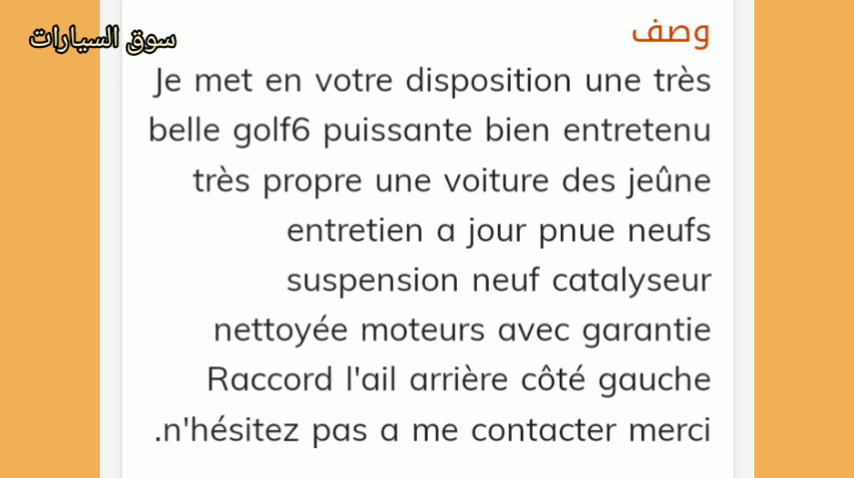 سوق السيارات
وصف
Je met en votre disposition une très
belle golf6 puissante bien entretenu
très propre une voiture des jeûne
entretien a jour pnue neufs
suspension neuf catalyseur
nettoyée moteurs avec garantie
Raccord l'ail arrière côté gauche
.n'hésitez pas a me contacter merci